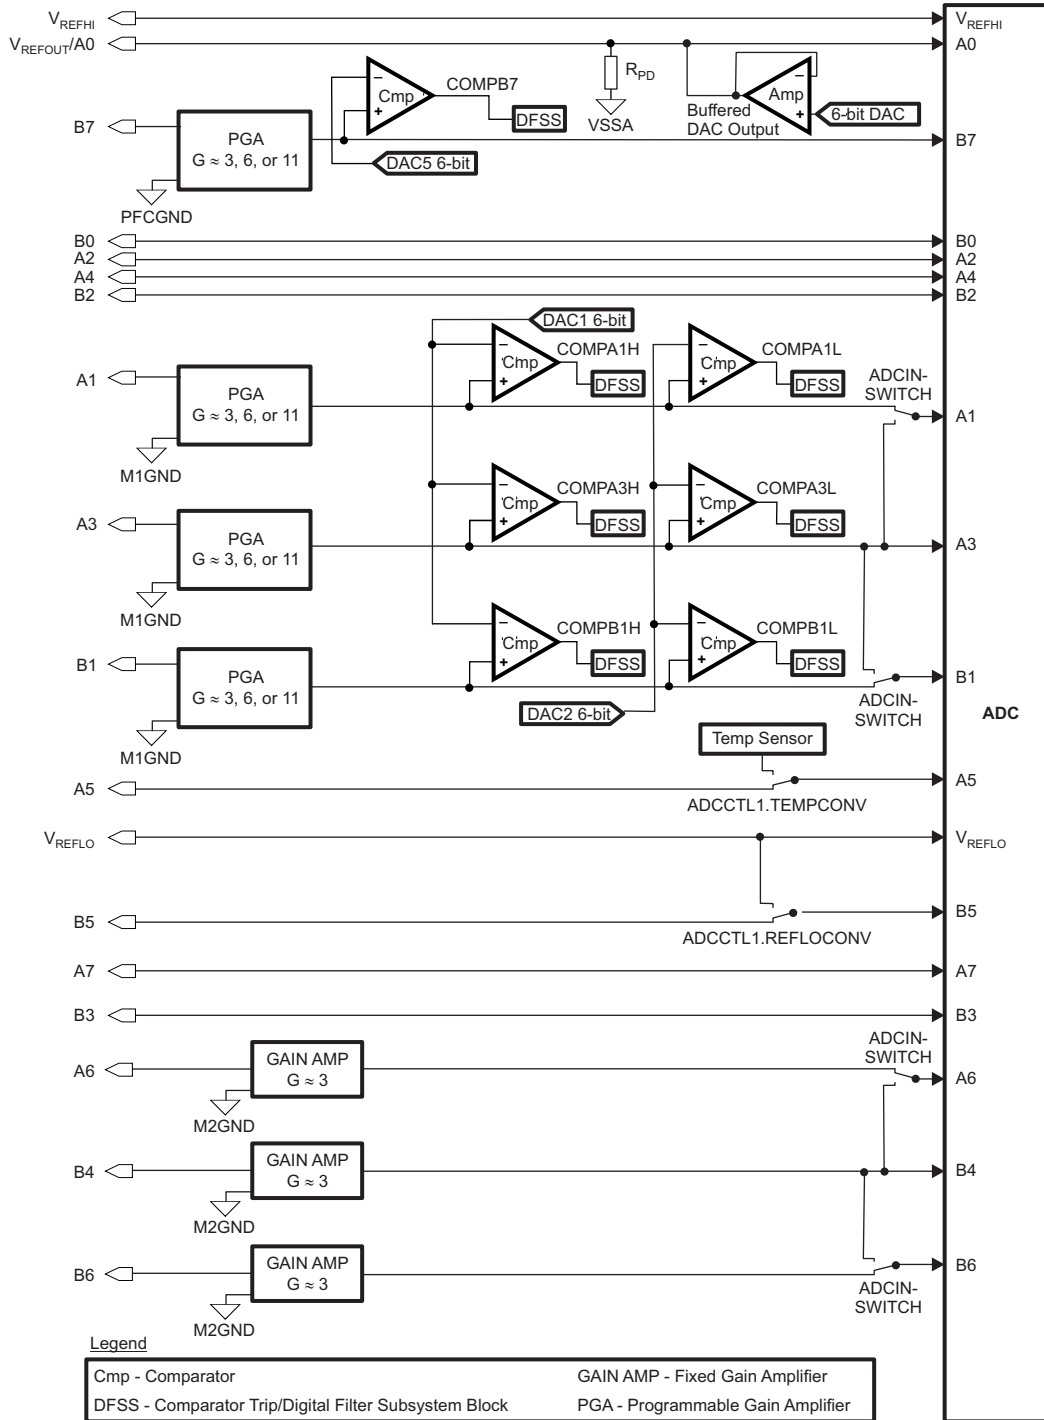 VREFHI
VREFHI
VREFOUT/A0
A0
COMPB7
RPD
Cmp
Amp
DFSS
VSSA
Buffered
DAC Output
6-bit DAC
B7
PGA
G ≈ 3, 6, or 11
B7
DAC5 6-bit
PFCGND
B0
B0
A2
A2
A4
A4
B2
B2
DAC1 6-bit
COMPA1H
COMPA1L
Cmp
Cmp
DFSS
DFSS
ADCIN-
SWITCH
A1
PGA
G ≈ 3, 6, or 11
A1
M1GND
COMPA3H
COMPA3L
Cmp
Cmp
DFSS
DFSS
A3
PGA
G ≈ 3, 6, or 11
A3
M1GND
COMPB1H
COMPB1L
Cmp
Cmp
DFSS
DFSS
B1
PGA
G ≈ 3, 6, or 11
B1
ADCIN-
SWITCH
DAC2 6-bit
ADC
M1GND
Temp Sensor
A5
A5
ADCCTL1.TEMPCONV
VREFLO
VREFLO
B5
B5
ADCCTL1.REFLOCONV
A7
A7
B3
B3
ADCIN-
SWITCH
A6
GAIN AMP
G ≈ 3
A6
M2GND
B4
GAIN AMP
G ≈ 3
B4
M2GND
B6
GAIN AMP
G ≈ 3
B6
ADCIN-
SWITCH
M2GND
Legend
Cmp - Comparator
GAIN AMP - Fixed Gain Amplifier
DFSS - Comparator Trip/Digital Filter Subsystem Block
PGA - Programmable Gain Amplifier